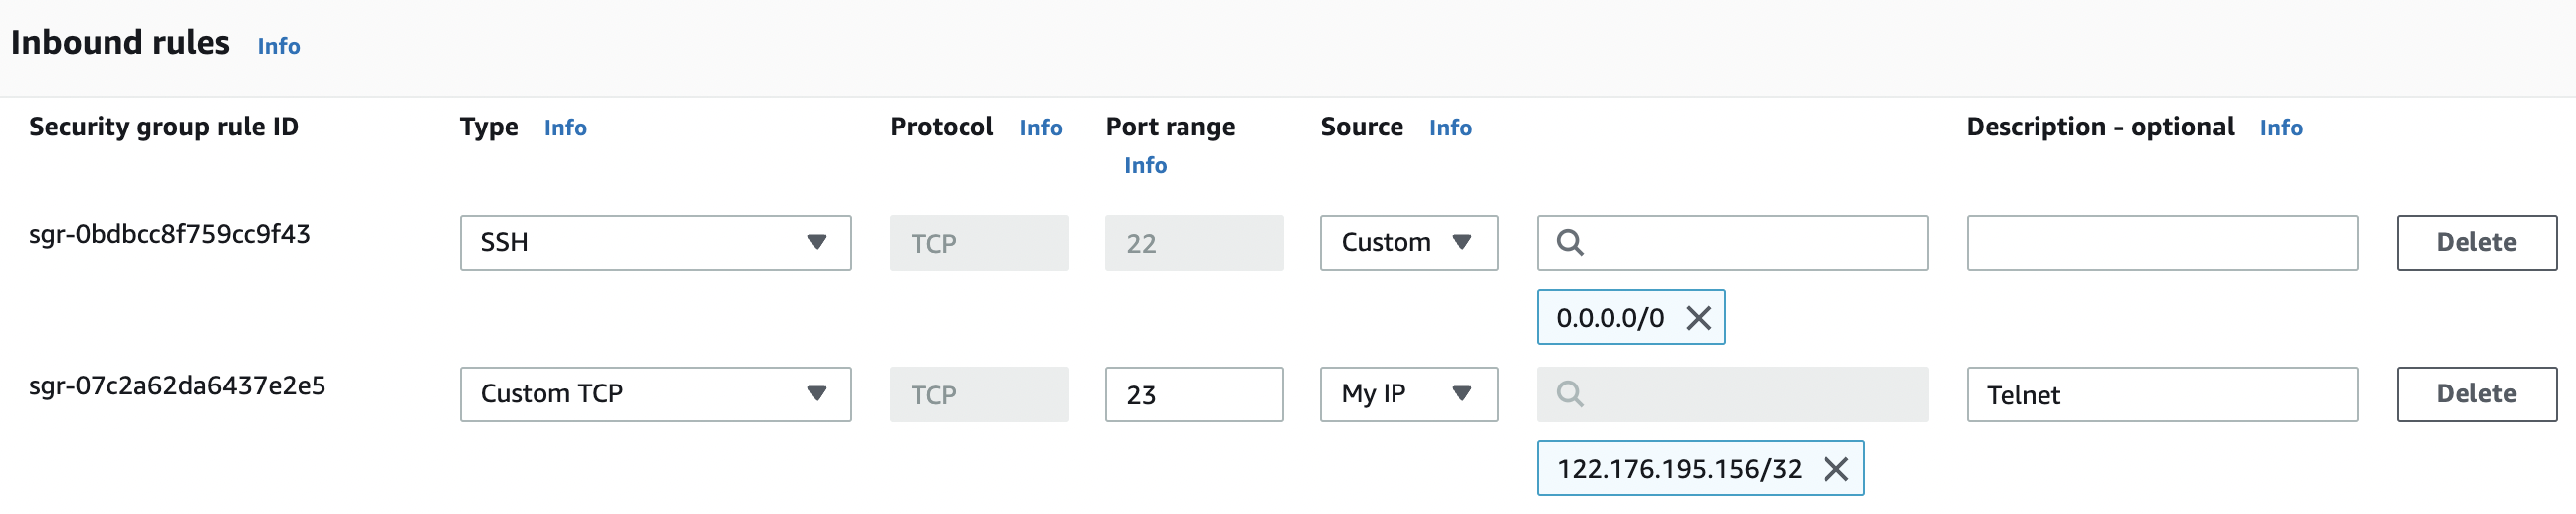 Inbound rules Info
Security group rule ID Type Info Protocol Info Port range Info Source Info Description - optional Info
sgr-0bdbcc8f759cc9f43 SSH TCP 22 Custom Delete
0.0.0.0/0
sgr-07c2a62da6437e2e5 Custom TCP TCP 23 My IP Telnet Delete
122.176.195.156/32